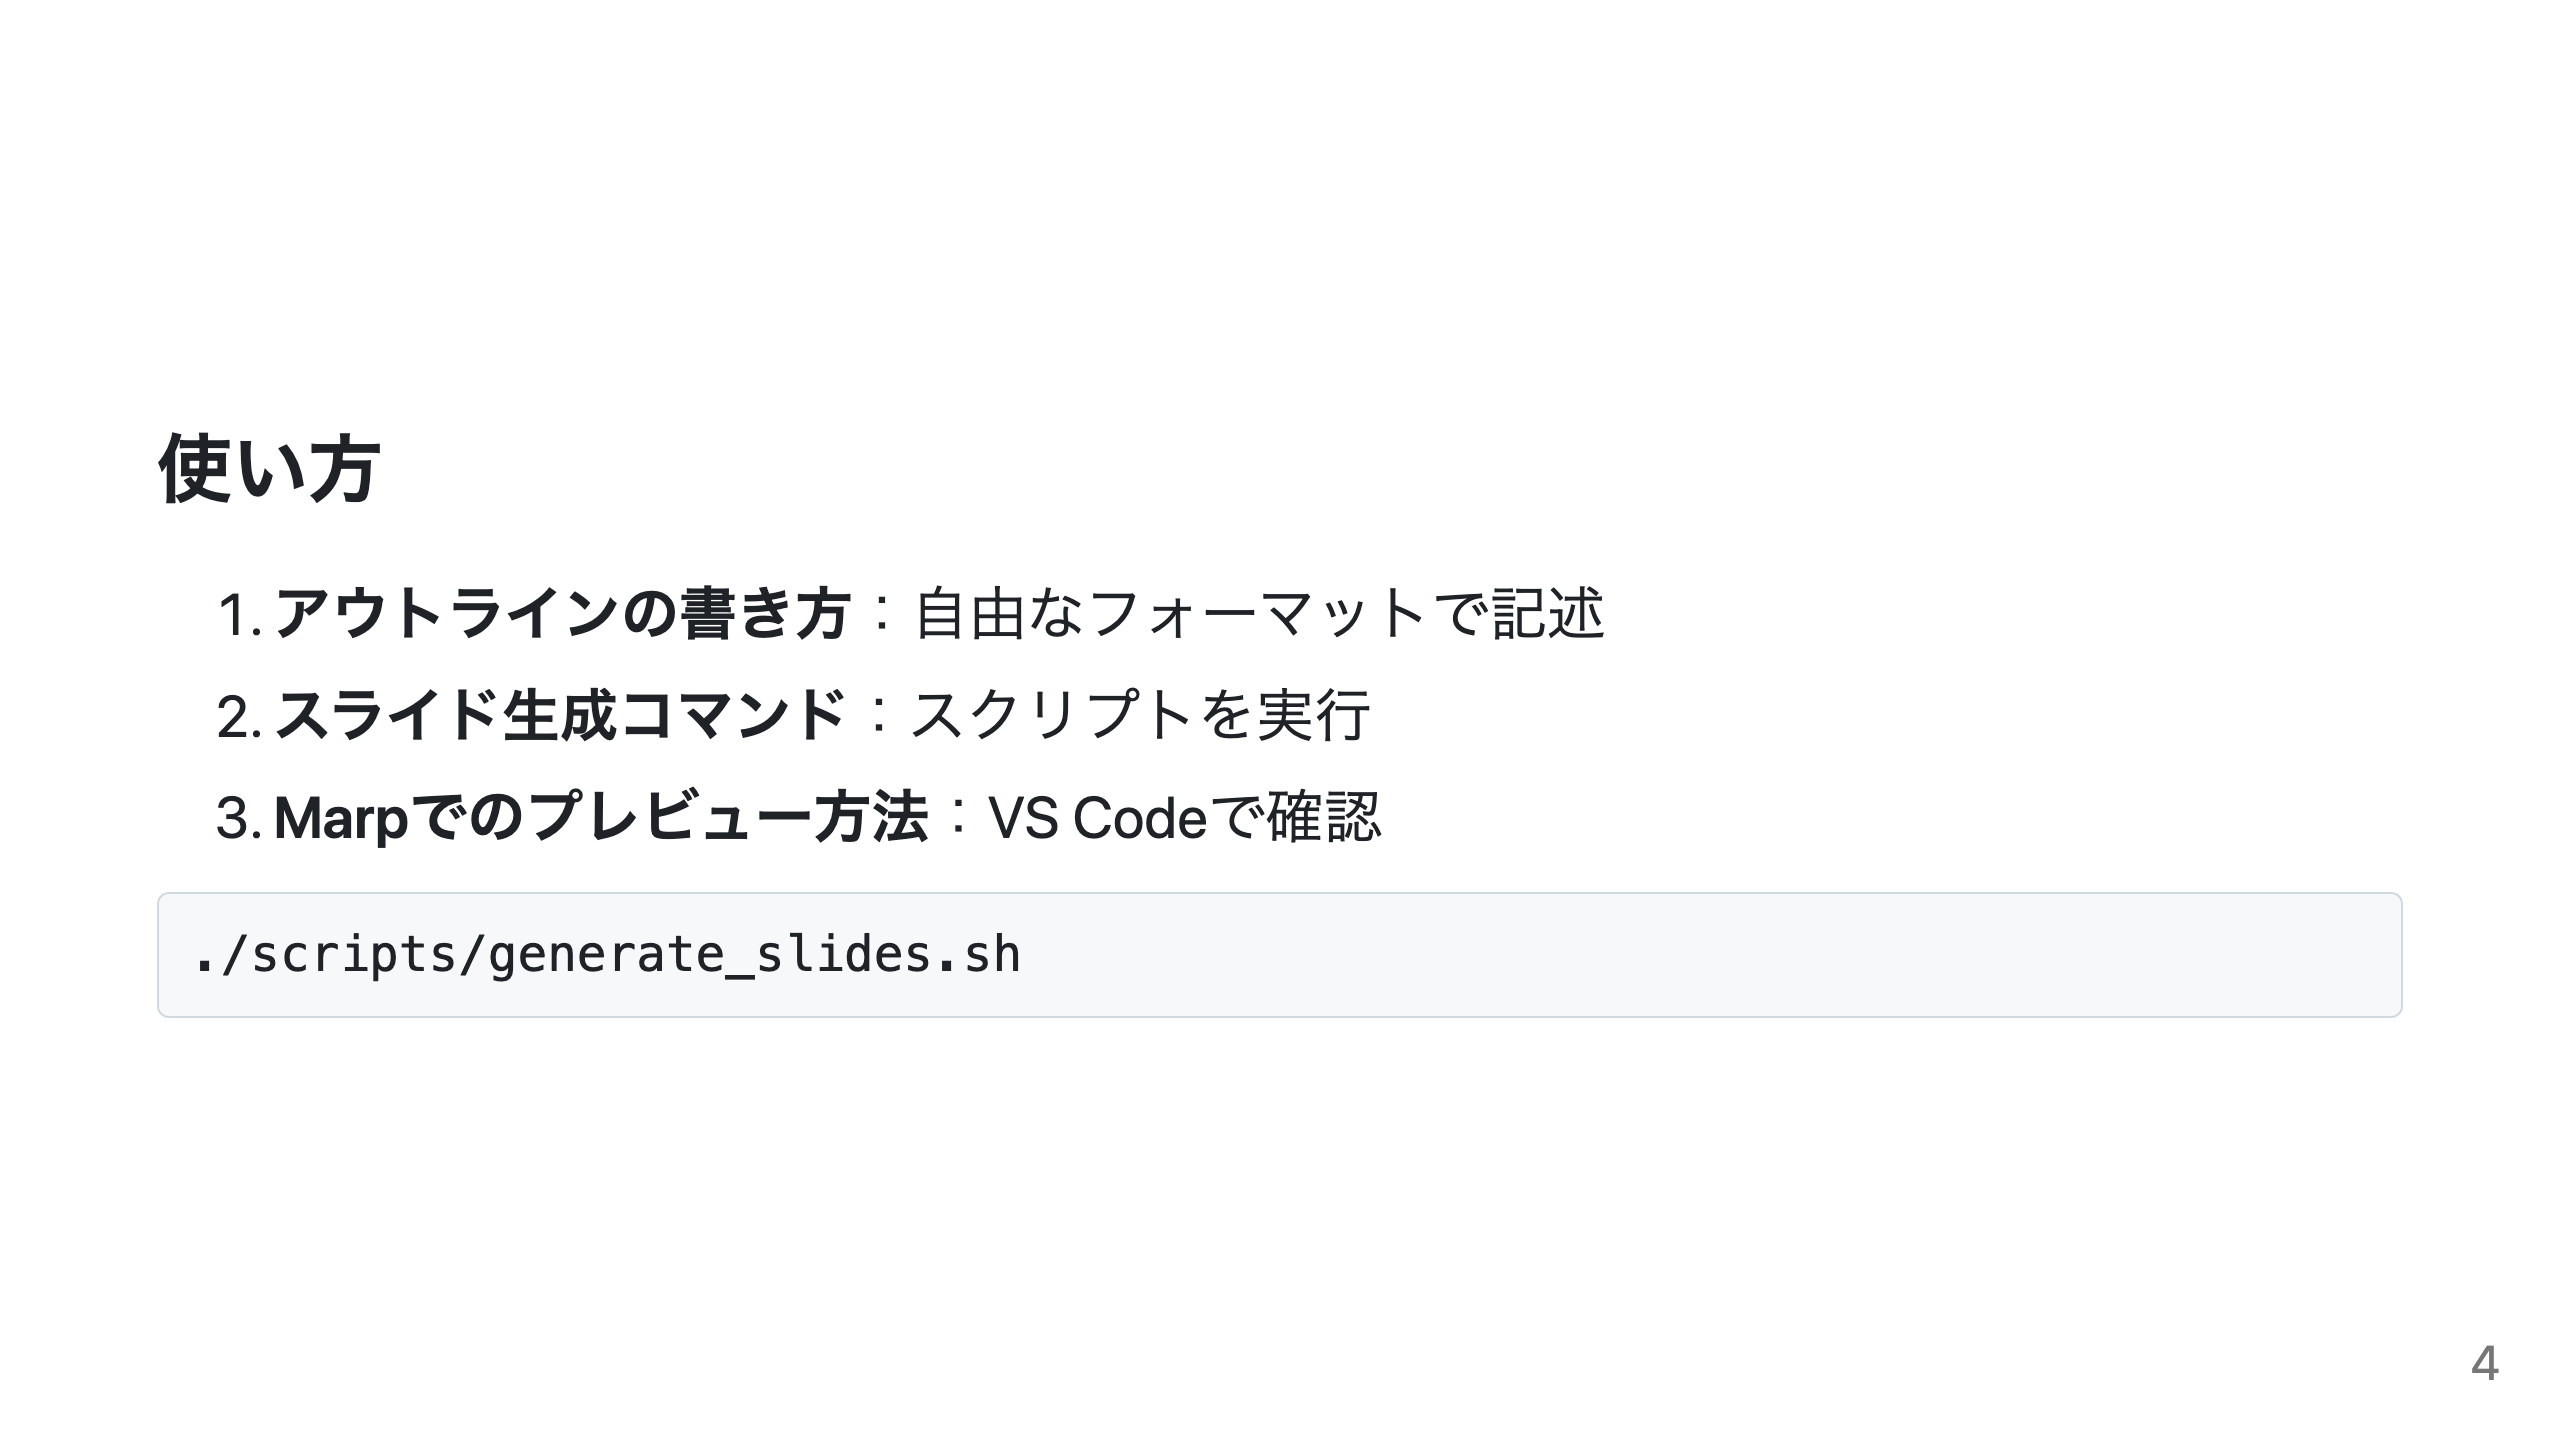 使い方
1. アウトラインの書き方：自由なフォーマットで記述
2. スライド生成コマンド：スクリプトを実行
3. Marpでのプレビュー方法：VS Codeで確認
./scripts/generate_slides.sh
4